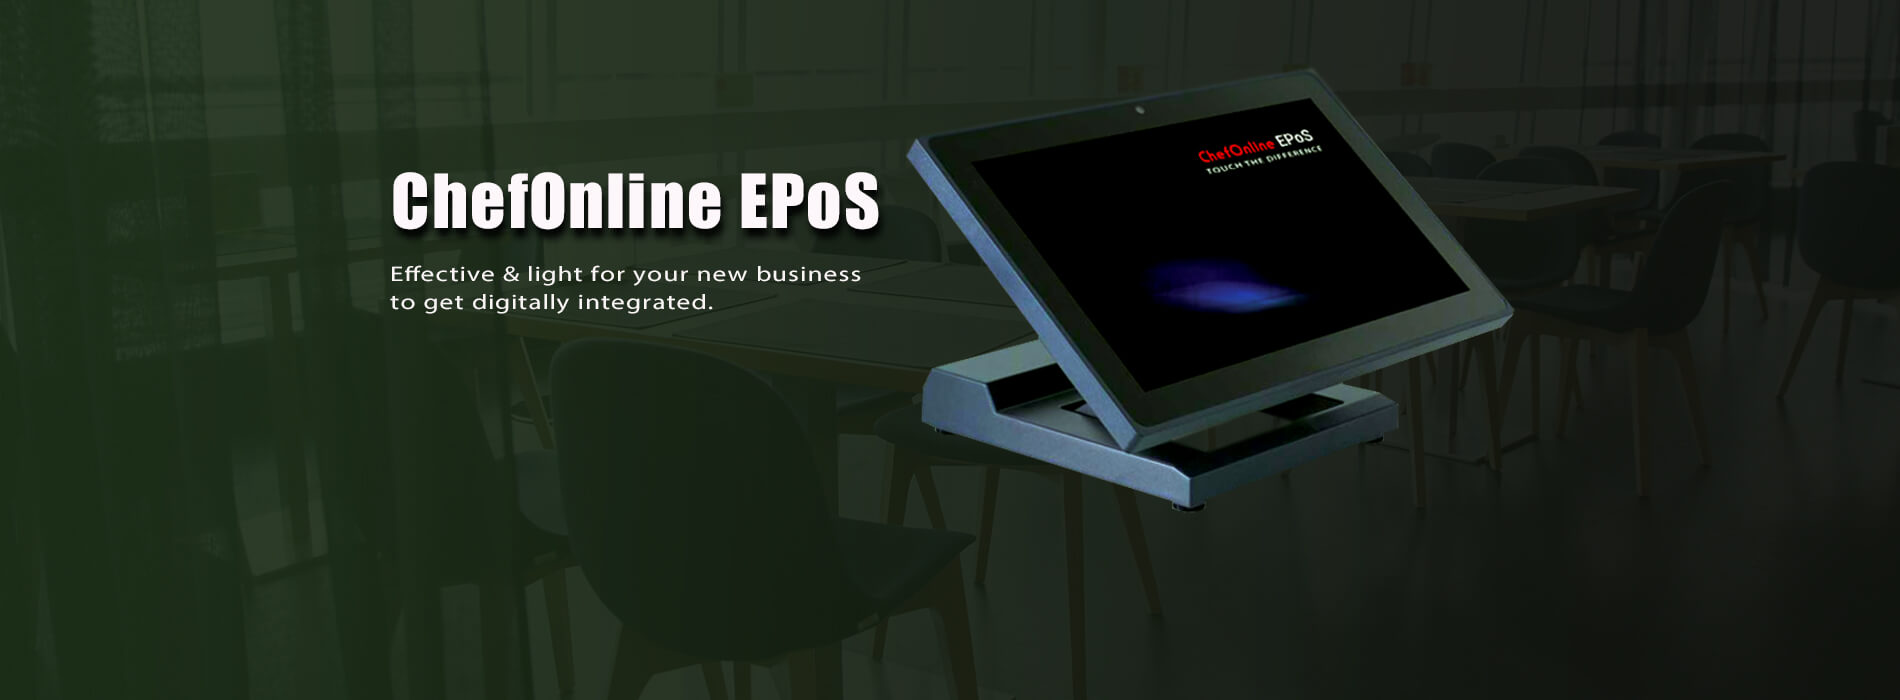 ChefOnline EPoS
Effective & light for your new business
to get digitally integrated.
ChefOnline EPoS
TOUCH THE DIFFERENCE